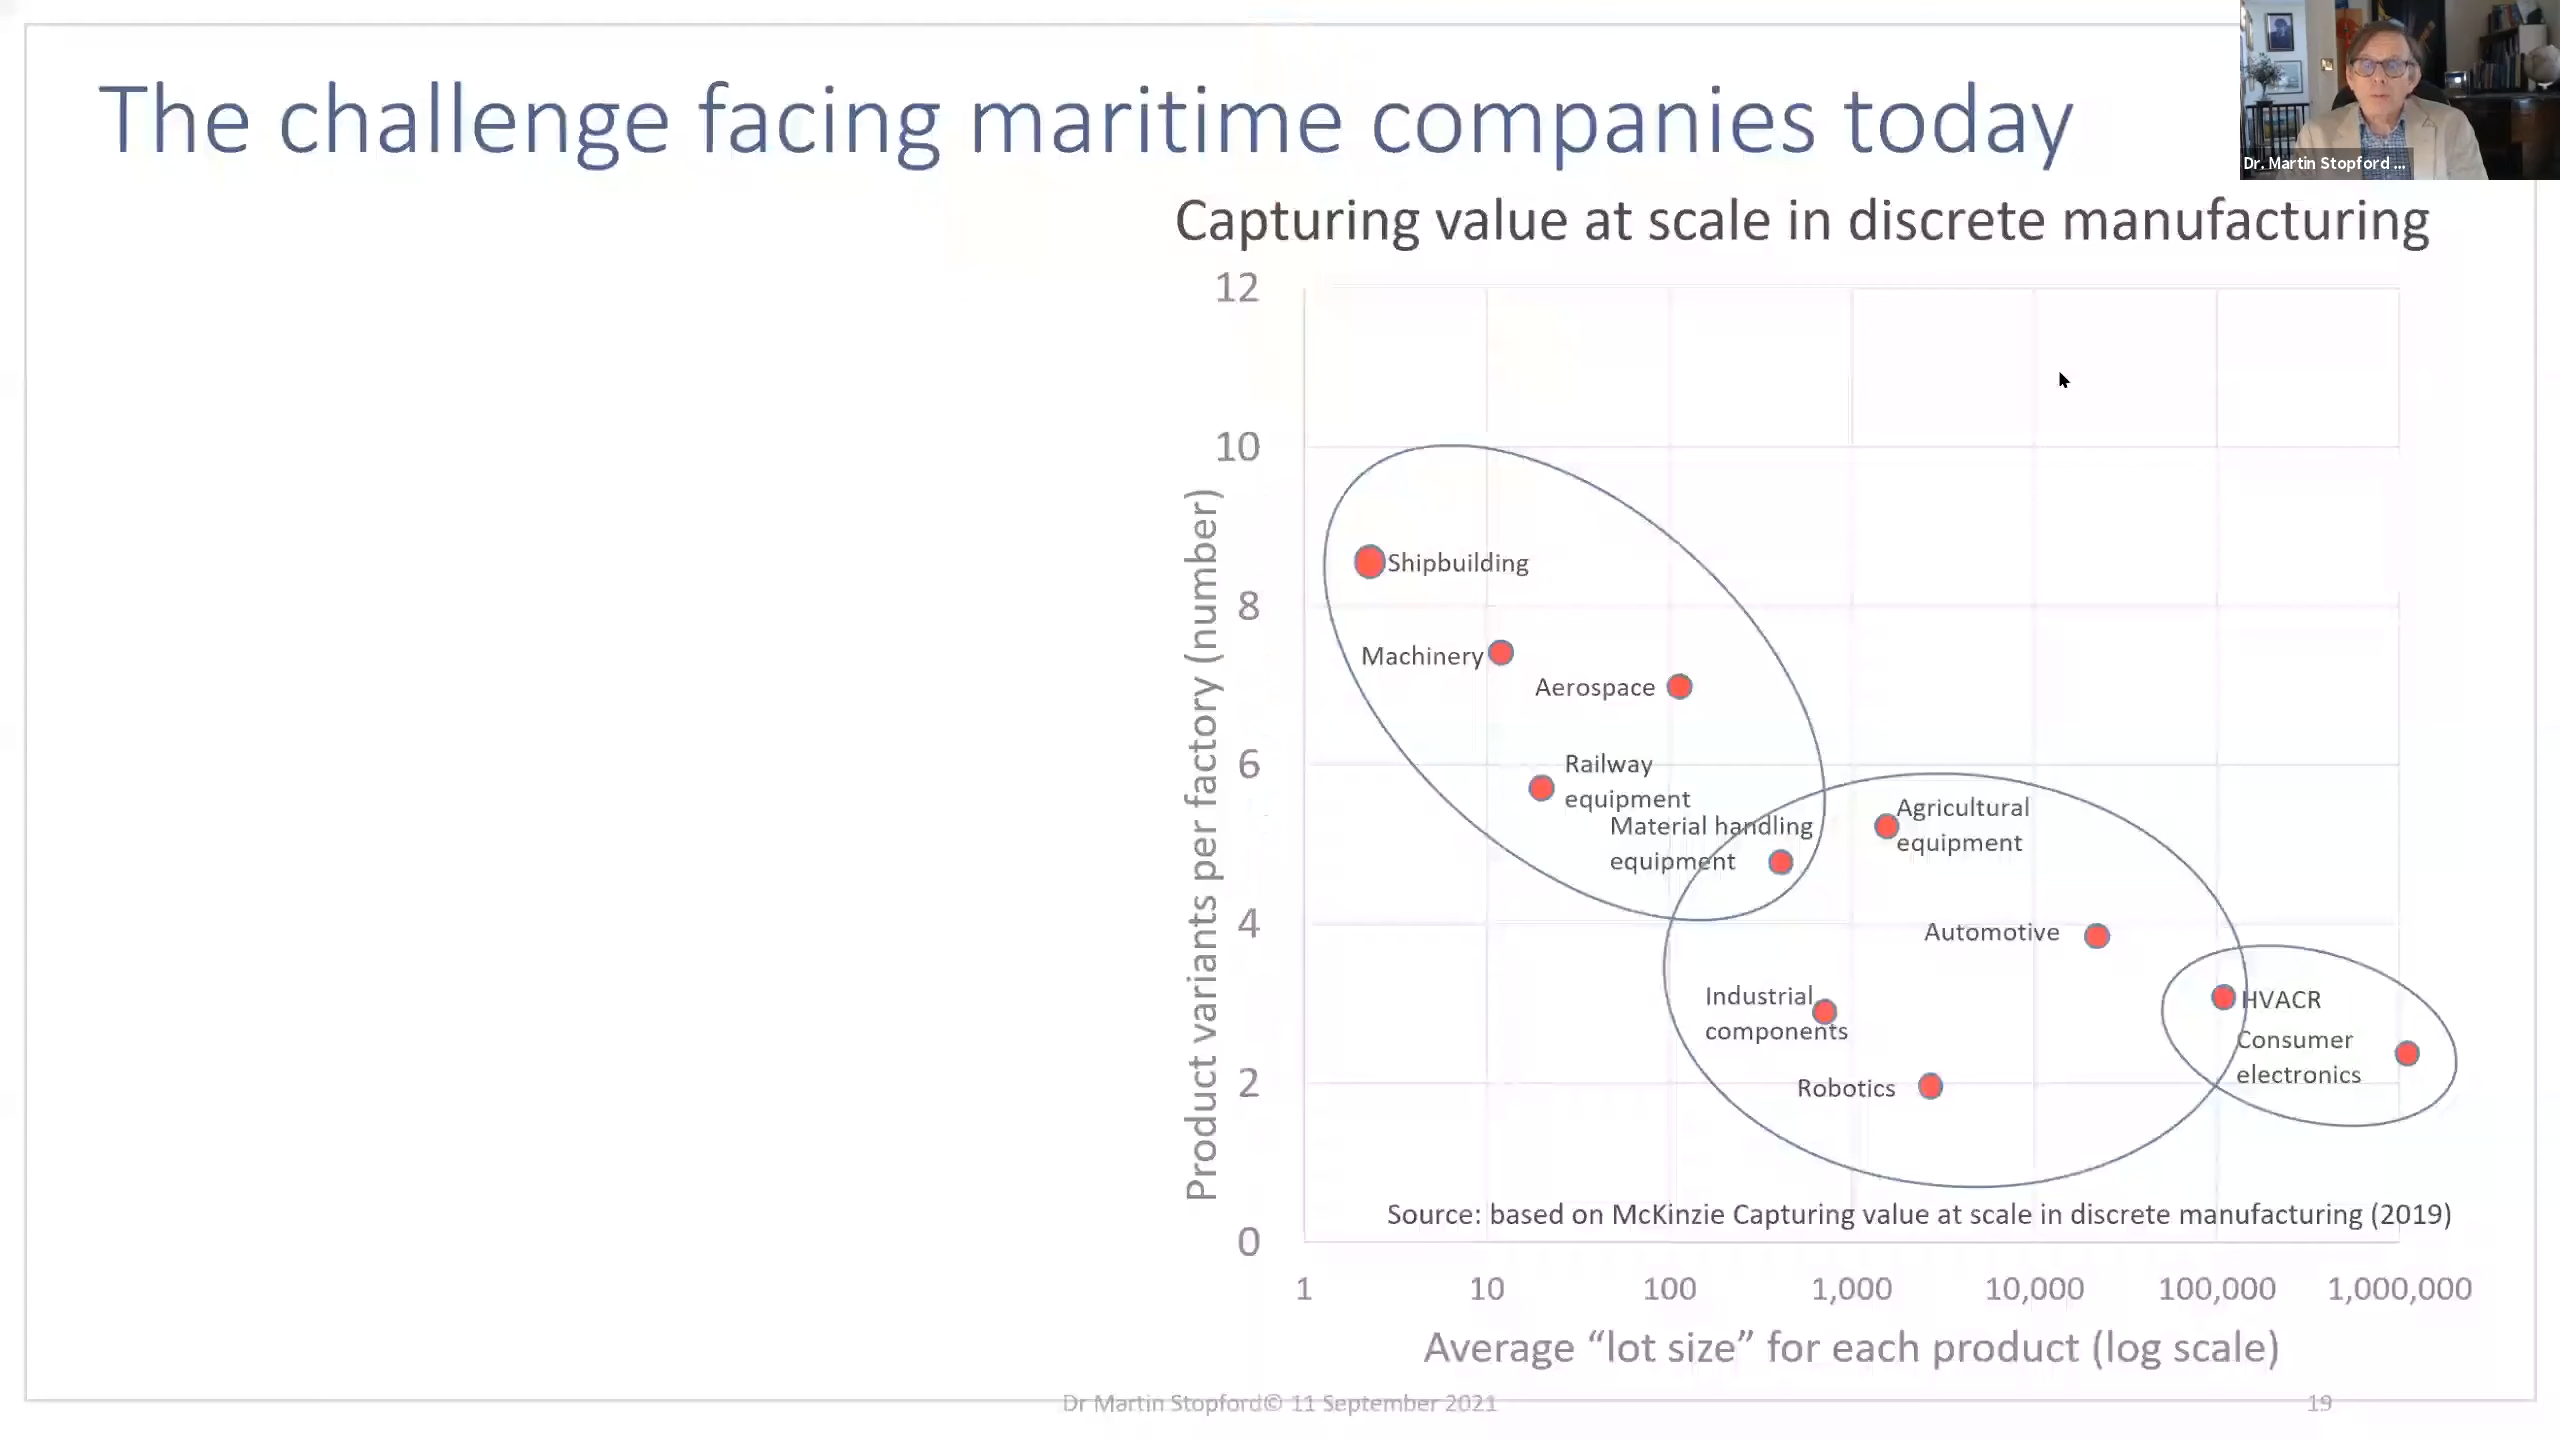 The challenge facing maritime companies today
Dr. Martin Stopford ...
Capturing value at scale in discrete manufacturing
12
10
8
6
4
2
0
Product variants per factory (number)
Shipbuilding
Machinery
Aerospace
Railway
equipment
Material handling
equipment
Agricultural
equipment
Automotive
Industrial
components
HVACR
Consumer
electronics
Robotics
Source: based on McKinzie Capturing value at scale in discrete manufacturing (2019)
1 10 100 1,000 10,000 100,000 1,000,000
Average “lot size” for each product (log scale)
Dr Martin Stopford© 11 September 2021
19